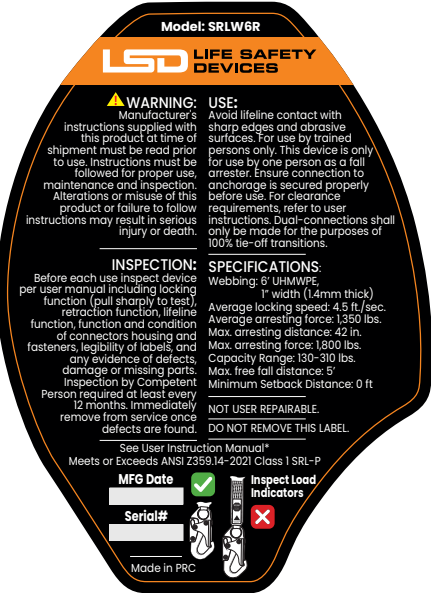 Model: SRLW6R
LSD LIFE SAFETY
DEVICES
WARNING:
Manufacturer's
instructions supplied with
this product at time of
shipment must be read prior
to use. Instructions must be
followed for proper use,
maintenance and inspection.
Alterations or misuse of this
product or failure to follow
instructions may result in serious
injury or death.
INSPECTION:
Before each use inspect device
per user manual including locking
function (pull sharply to test),
retraction function, lifeline
function, function and condition
of connectors housing and
fasteners, legibility of labels, and
any evidence of defects,
damage or missing parts.
Inspection by Competent
Person required at least every
12 months. Immediately
remove from service once
defects are found.
USE:
Avoid lifeline contact with
sharp edges and abrasive
surfaces. For use by trained
persons only. This device is only
for use by one person as a fall
arrester. Ensure connection to
anchorage is secured properly
before use. For clearance
requirements, refer to user
instructions. Dual-connections shall
only be made for the purposes of
100% tie-off transitions.
SPECIFICATIONS:
Webbing: 6’ UHMWPE,
1” width (1.4mm thick)
Average locking speed: 4.5 ft./sec.
Average arresting force: 1,350 lbs.
Max. arresting distance: 42 in.
Max. arresting force: 1,800 lbs.
Capacity Range: 130-310 lbs.
Max. free fall distance: 5’
Minimum Setback Distance: 0 ft
NOT USER REPAIRABLE.
DO NOT REMOVE THIS LABEL.
See User Instruction Manual*
Meets or Exceeds ANSI Z359.14-2021 Class 1 SRL-P
MFG Date
Serial#
Inspect Load
Indicators
Made in PRC